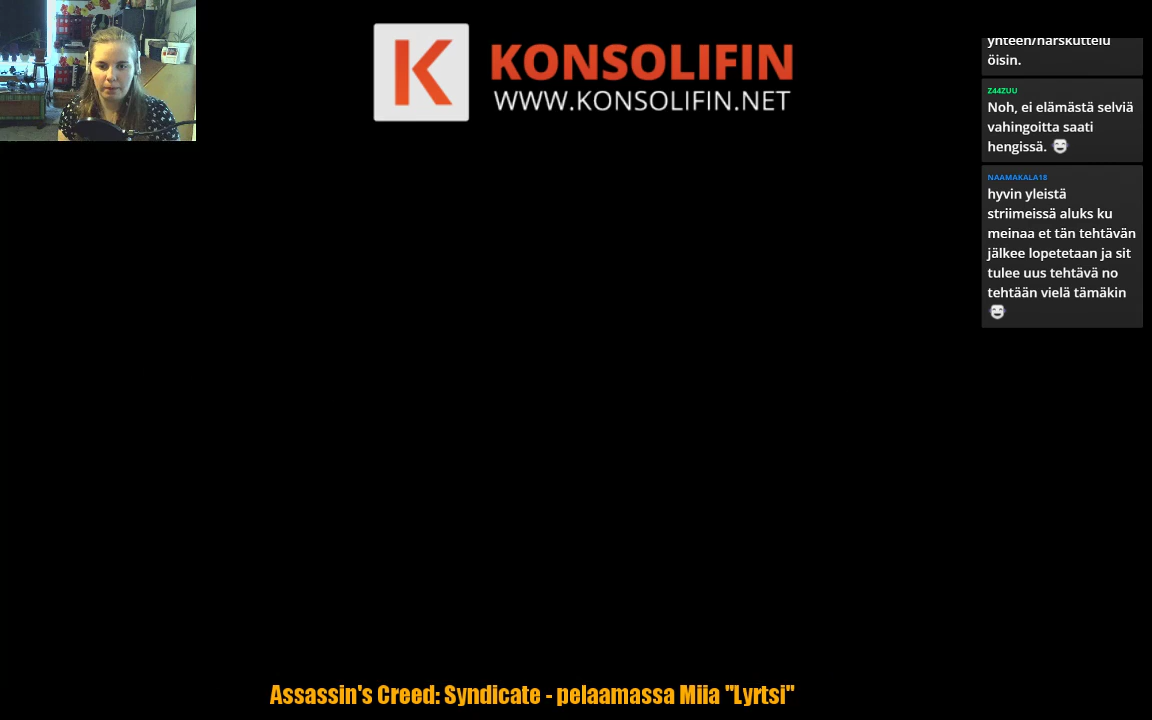 K KONSOLIFIN
WWW.KONSOLIFIN.NET
yhteen/narskuttelu
öisin.
Z44ZUU
Noh, ei elämästä selviä
vahingoitta saati
hengissä.
NAAMAKALA18
hyvin yleistä
striimeissä aluks ku
meinaa et tän tehtävän
jälkee lopetetaan ja sit
tulee uus tehtävä no
tehtään vielä tämäkin
Assassin's Creed: Syndicate - pelaamassa Miia "Lyrtsi"